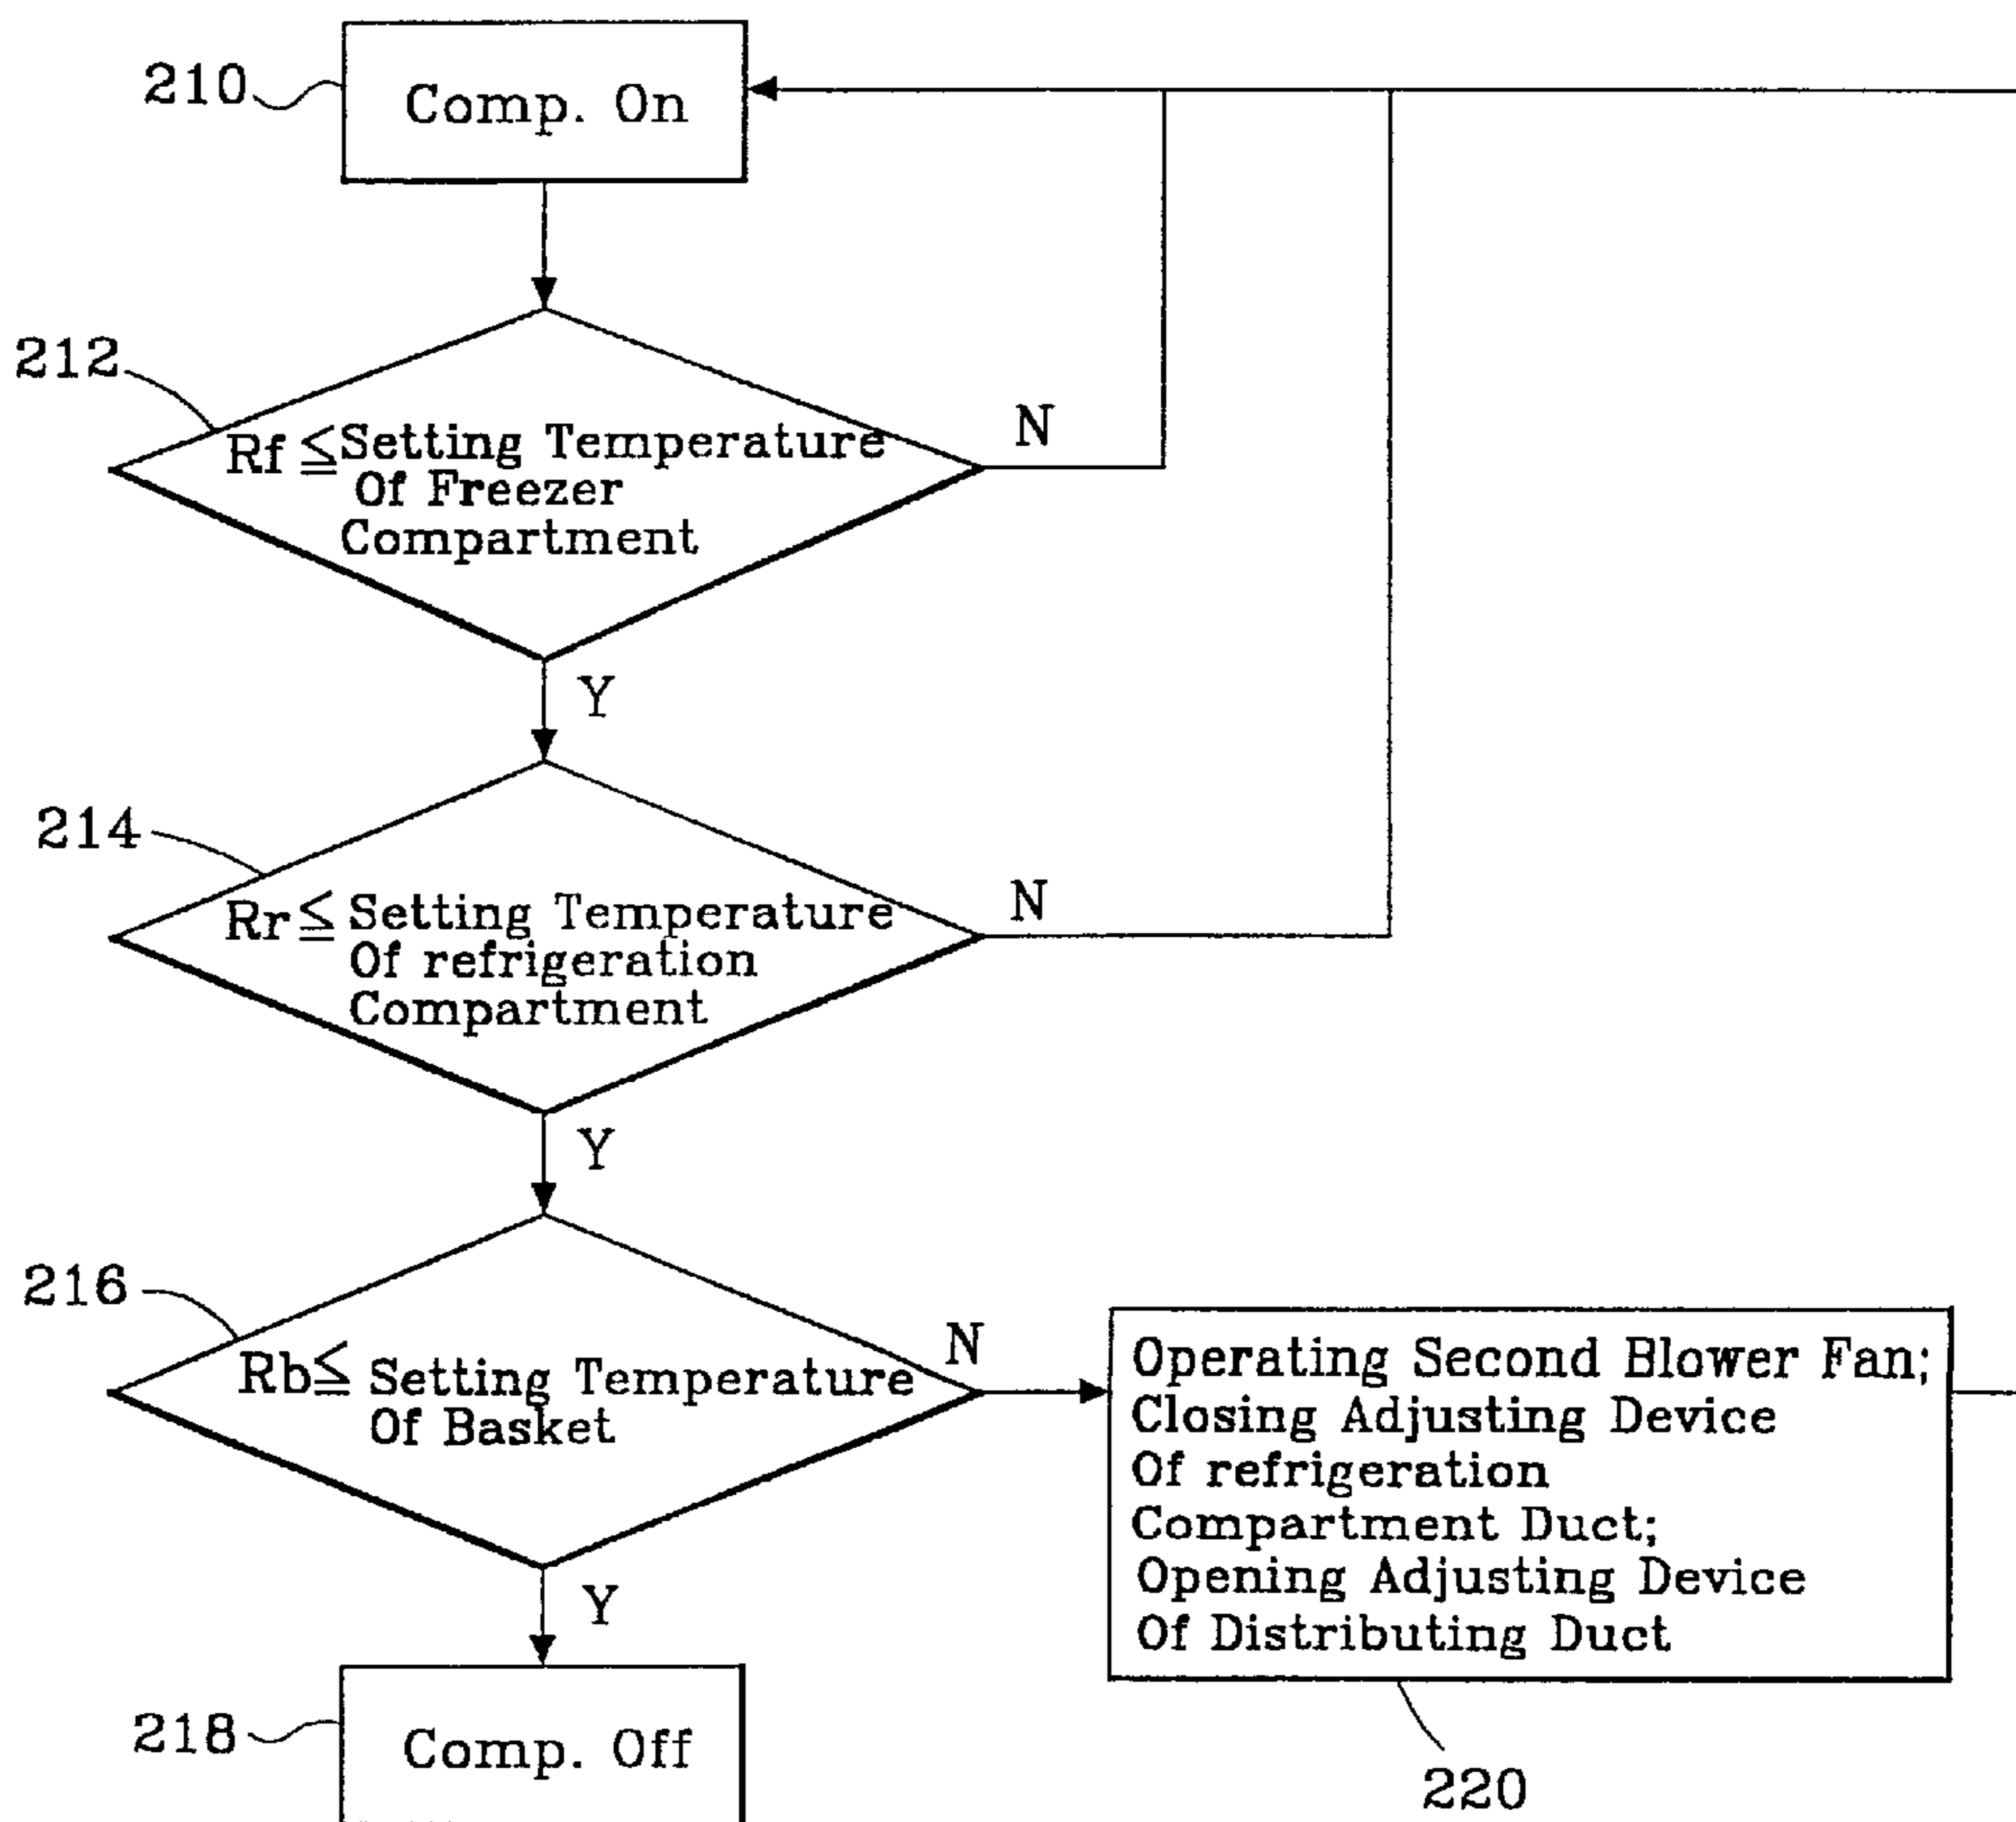 210
Comp. On
212
Rf ≦ Setting Temperature
Of Freezer
Compartment
N
Y
214
Rr ≦ Setting Temperature
Of refrigeration
Compartment
N
Y
216
Rb ≦ Setting Temperature
Of Basket
N
Operating Second Blower Fan;
Closing Adjusting Device
Of refrigeration
Compartment Duct;
Opening Adjusting Device
Of Distributing Duct
220
Y
218
Comp. Off